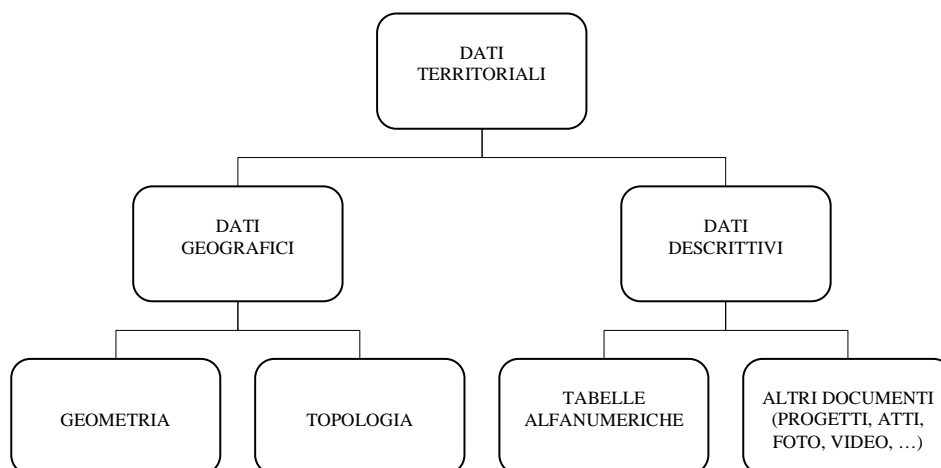 DATI
TERRITORIALI
DATI
GEOGRAFICI
DATI
DESCRITTIVI
GEOMETRIA
TOPOLOGIA
TABELLE
ALFANUMERICHE
ALTRI DOCUMENTI
(PROGETTI, ATTI,
FOTO, VIDEO, …)